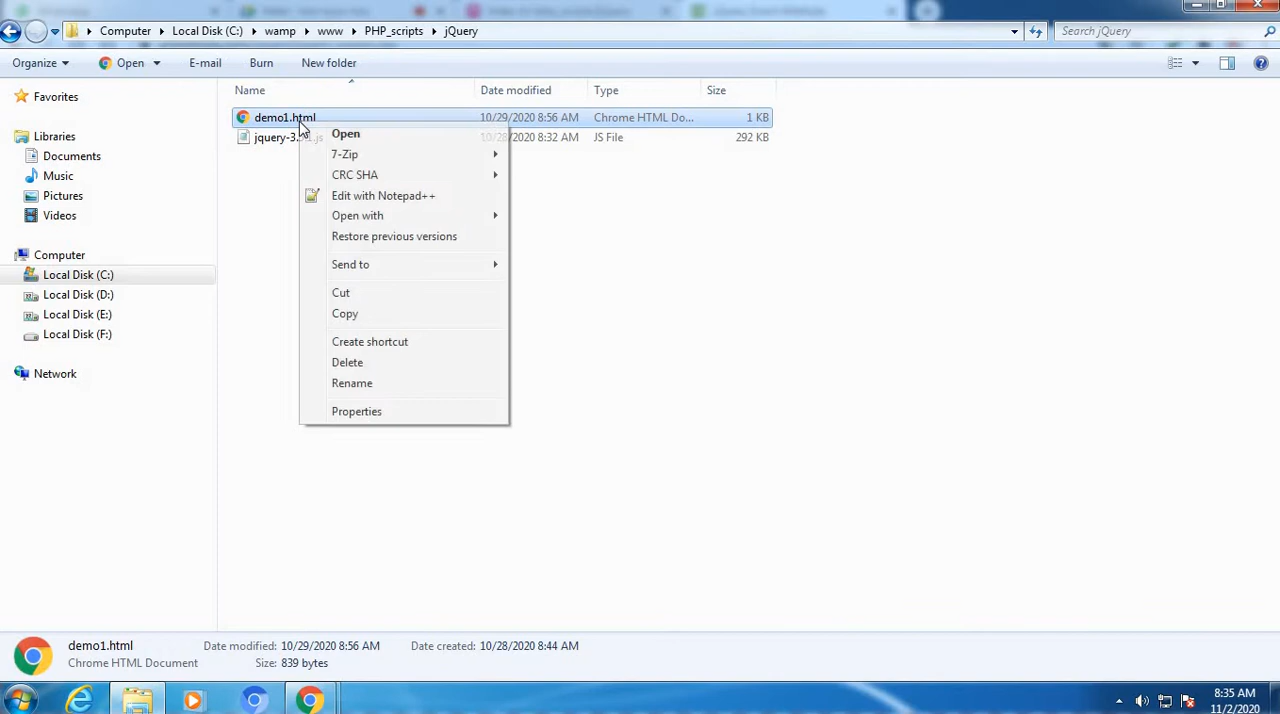 Computer Local Disk (C:) wamp www PHP_scripts jQuery
Search jQuery
Organize Open E-mail Burn New folder
Name Date modified Type Size
demo1.html 10/29/2020 8:56 AM Chrome HTML Do... 1 KB
jquery-3. .js 10/28/2020 8:32 AM JS File 292 KB
Favorites
Libraries
Documents
Music
Pictures
Videos
Computer
Local Disk (C:)
Local Disk (D:)
Local Disk (E:)
Local Disk (F:)
Network
Open
7-Zip
CRC SHA
Edit with Notepad++
Open with
Restore previous versions
Send to
Cut
Copy
Create shortcut
Delete
Rename
Properties
demo1.html Date modified: 10/29/2020 8:56 AM Date created: 10/28/2020 8:44 AM
Chrome HTML Document Size: 839 bytes
8:35 AM
11/2/2020